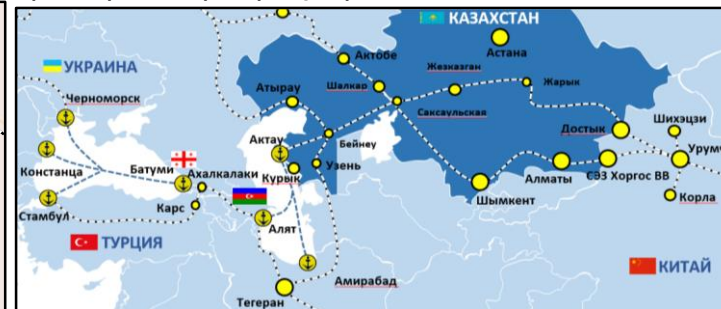 КАЗАХСТАН
Астана
Актобе
Жезказган
УКРАИНА
Шалкар
Жарык
Атырау
Черноморск
Саксаульская
Шихэцзи
Достык
Актау
Бейнеу
Урумч
Батуми
Констанца
Ахалкалаки
Узень
Курык
Алматы
СЭЗ Хоргос ВВ
Корла
Стамбул
Карс
Шымкент
Алят
ТУРЦИЯ
КИТАЙ
Амирабад
Тегеран